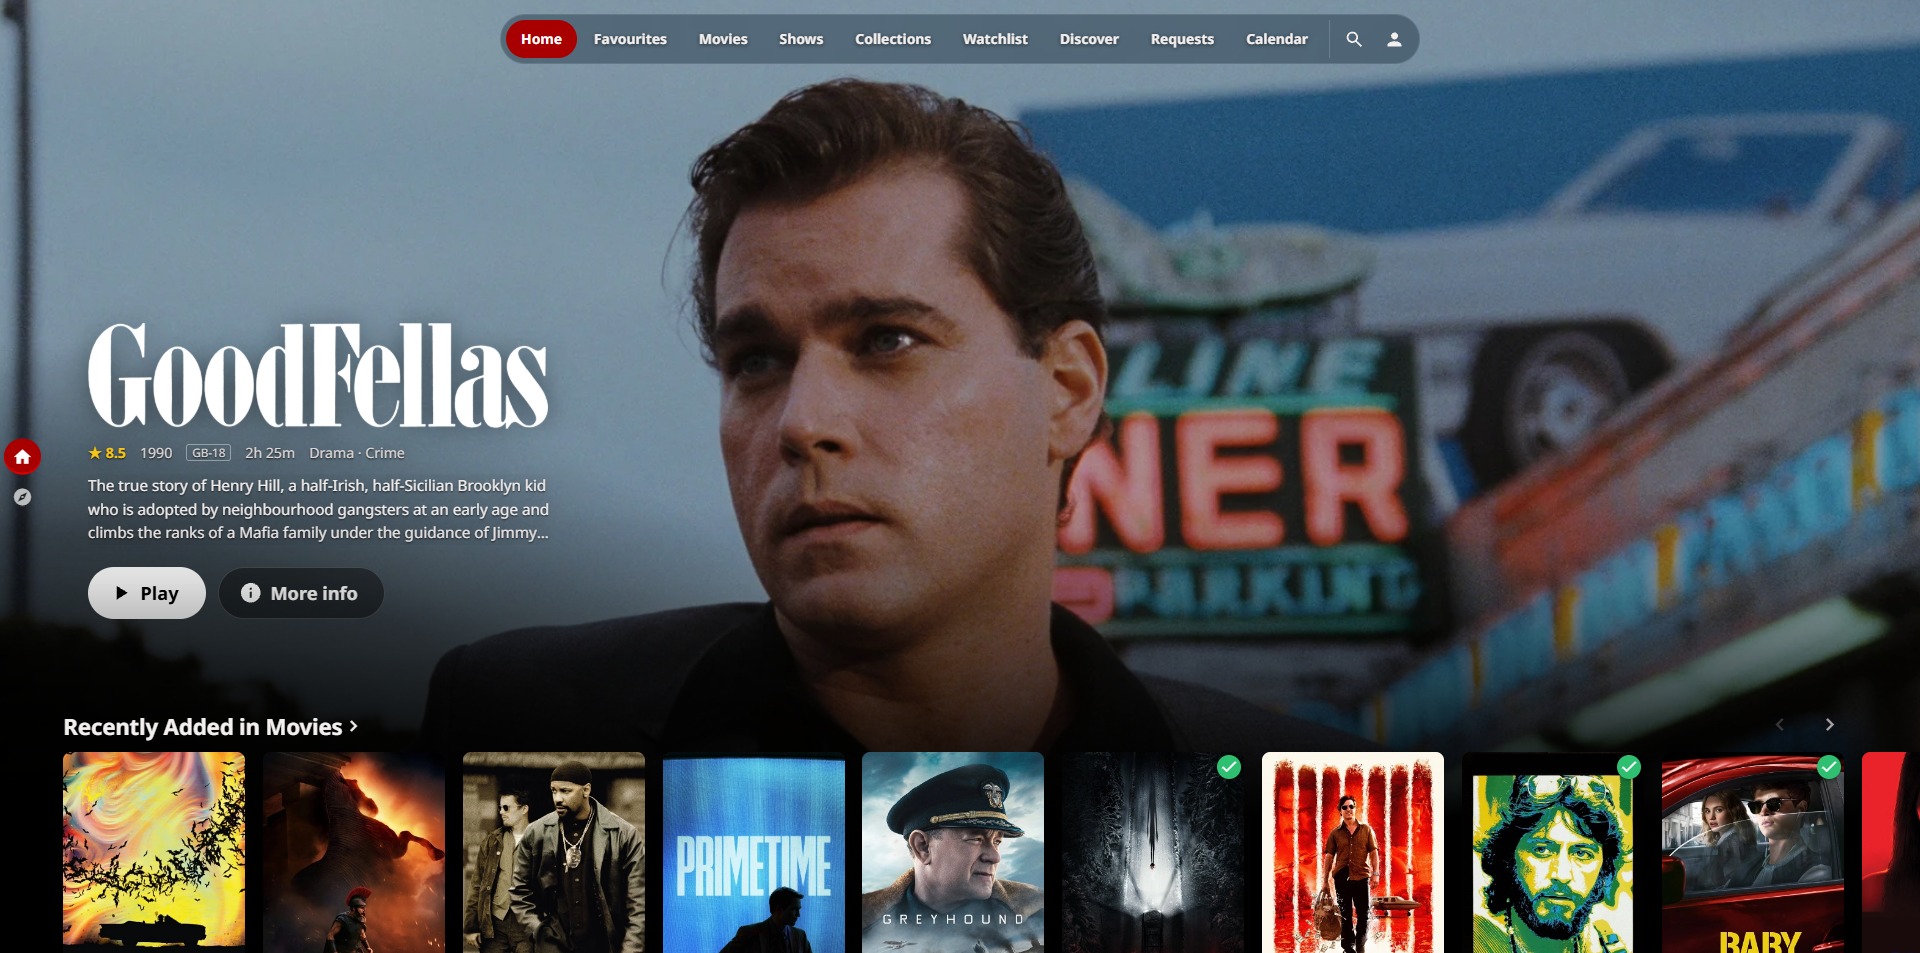 Home Favourites Movies Shows Collections Watchlist Discover Requests Calendar
LINE
NER
PARKING
GoodFellas
★ 8.5 1990 GB-18 2h 25m Drama · Crime
The true story of Henry Hill, a half-Irish, half-Sicilian Brooklyn kid
who is adopted by neighbourhood gangsters at an early age and
climbs the ranks of a Mafia family under the guidance of Jimmy...
Play
More info
Recently Added in Movies
PRIMETIME
GREYHOUND
BABY